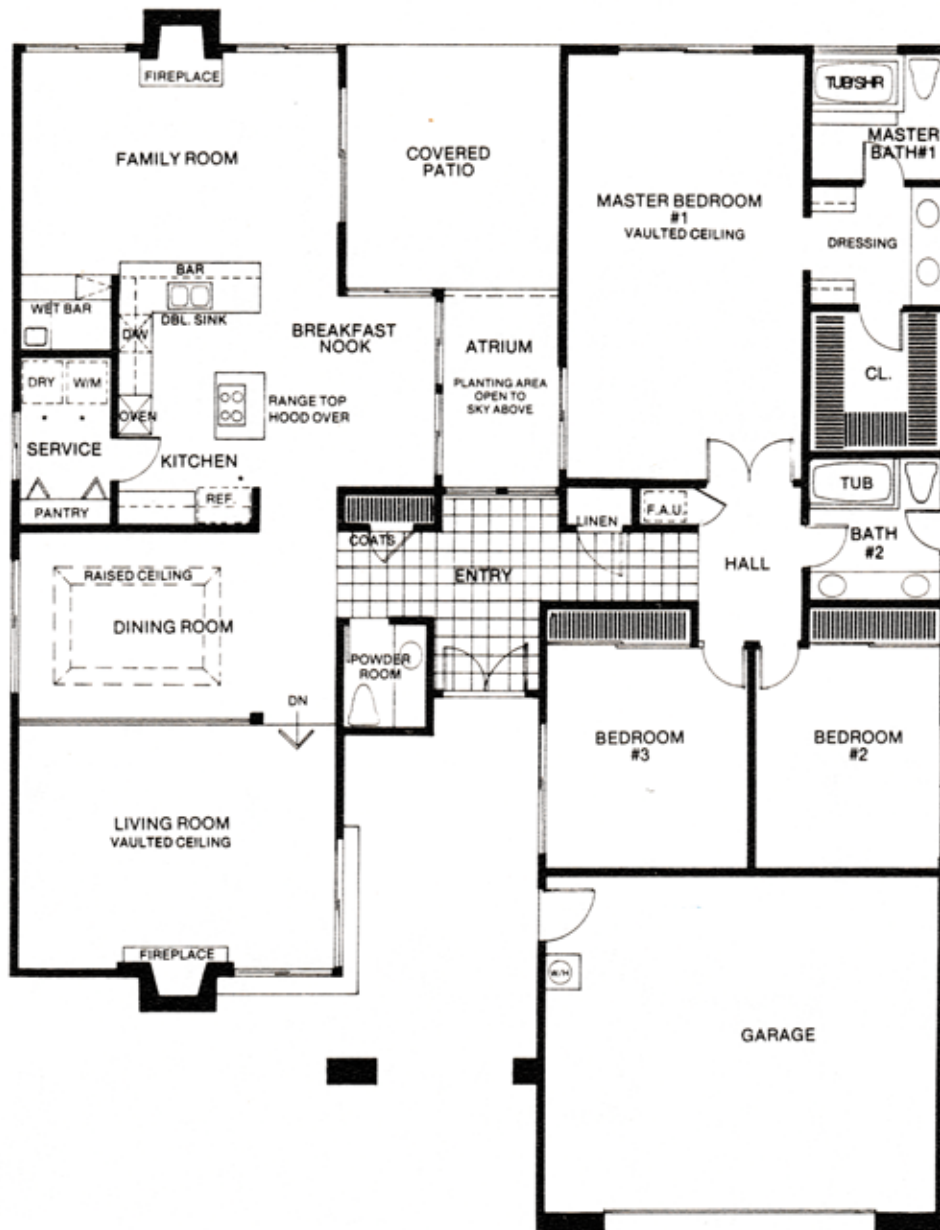 FIREPLACE
FAMILY ROOM
COVERED
PATIO
MASTER BEDROOM
#1
VAULTED CEILING
TUB/SHR
MASTER
BATH#1
DRESSING
CL.
BAR
DBL. SINK
WET BAR
D/W
BREAKFAST
NOOK
ATRIUM
PLANTING AREA
OPEN TO
SKY ABOVE
DRY
W/M
OVEN
RANGE TOP
HOOD OVER
SERVICE
KITCHEN
PANTRY
REF.
COATS
LINEN
F.A.U.
TUB
BATH
#2
HALL
ENTRY
RAISED CEILING
DINING ROOM
POWDER
ROOM
DN
BEDROOM
#3
BEDROOM
#2
LIVING ROOM
VAULTED CEILING
FIREPLACE
W/H
GARAGE